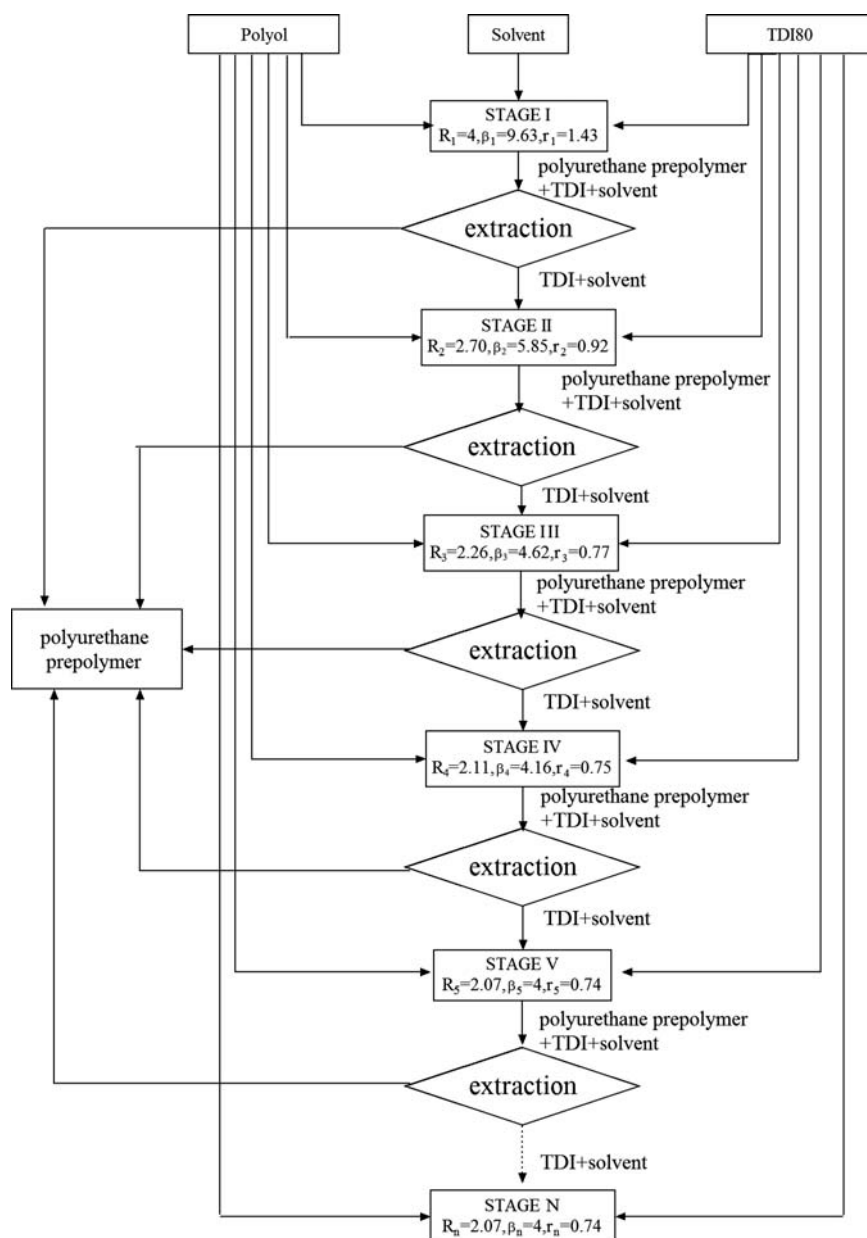 Polyol
Solvent
TDI80
STAGE I
R₁=4,β₁=9.63,r₁=1.43
polyurethane prepolymer
+TDI+solvent
extraction
TDI+solvent
STAGE II
R₂=2.70,β₂=5.85,r₂=0.92
polyurethane prepolymer
+TDI+solvent
extraction
TDI+solvent
STAGE III
R₃=2.26,β₃=4.62,r₃=0.77
polyurethane prepolymer
+TDI+solvent
polyurethane
prepolymer
extraction
TDI+solvent
STAGE IV
R₄=2.11,β₄=4.16,r₄=0.75
polyurethane prepolymer
+TDI+solvent
extraction
TDI+solvent
STAGE V
R₅=2.07,β₅=4,r₅=0.74
polyurethane prepolymer
+TDI+solvent
extraction
TDI+solvent
STAGE N
Rₙ=2.07,βₙ=4,rₙ=0.74